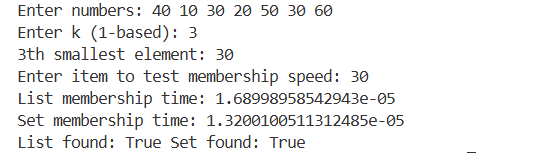 Enter numbers: 40 10 30 20 50 30 60
Enter k (1-based): 3
3th smallest element: 30
Enter item to test membership speed: 30
List membership time: 1.68998958542943e-05
Set membership time: 1.3200100511312485e-05
List found: True Set found: True